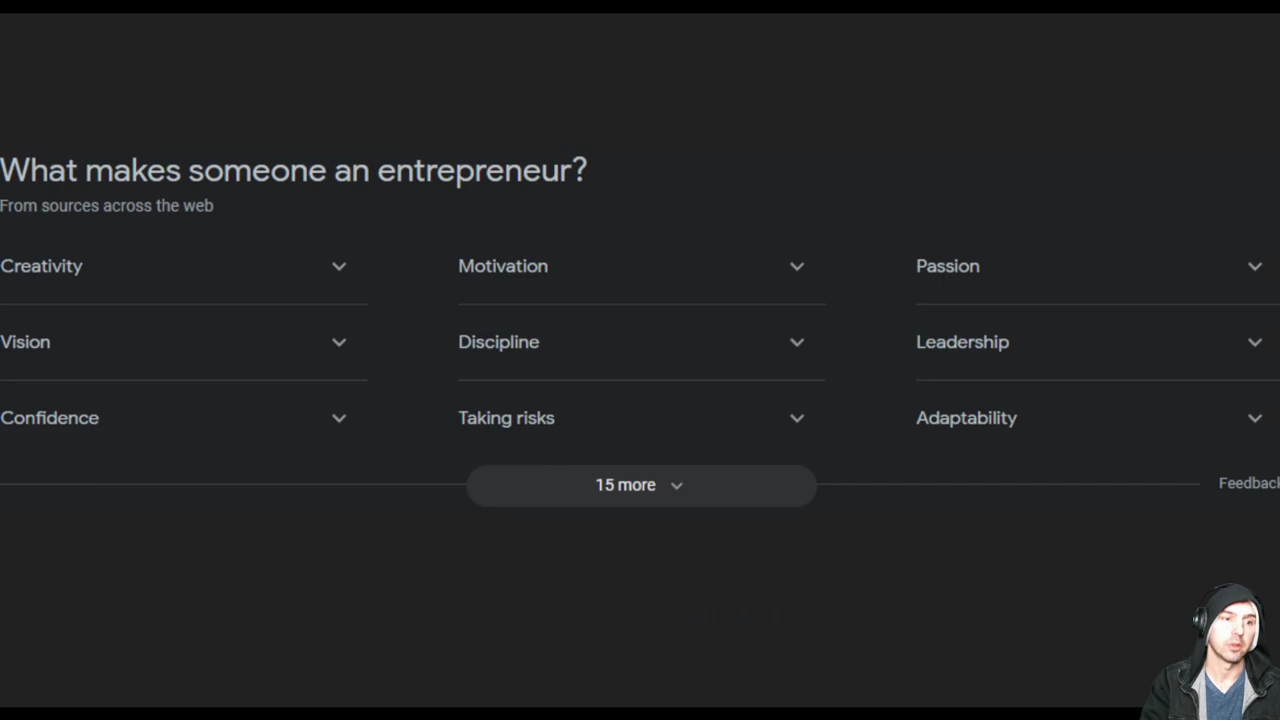 What makes someone an entrepreneur?
From sources across the web
Creativity
Motivation
Passion
Vision
Discipline
Leadership
Confidence
Taking risks
Adaptability
15 more
Feedback